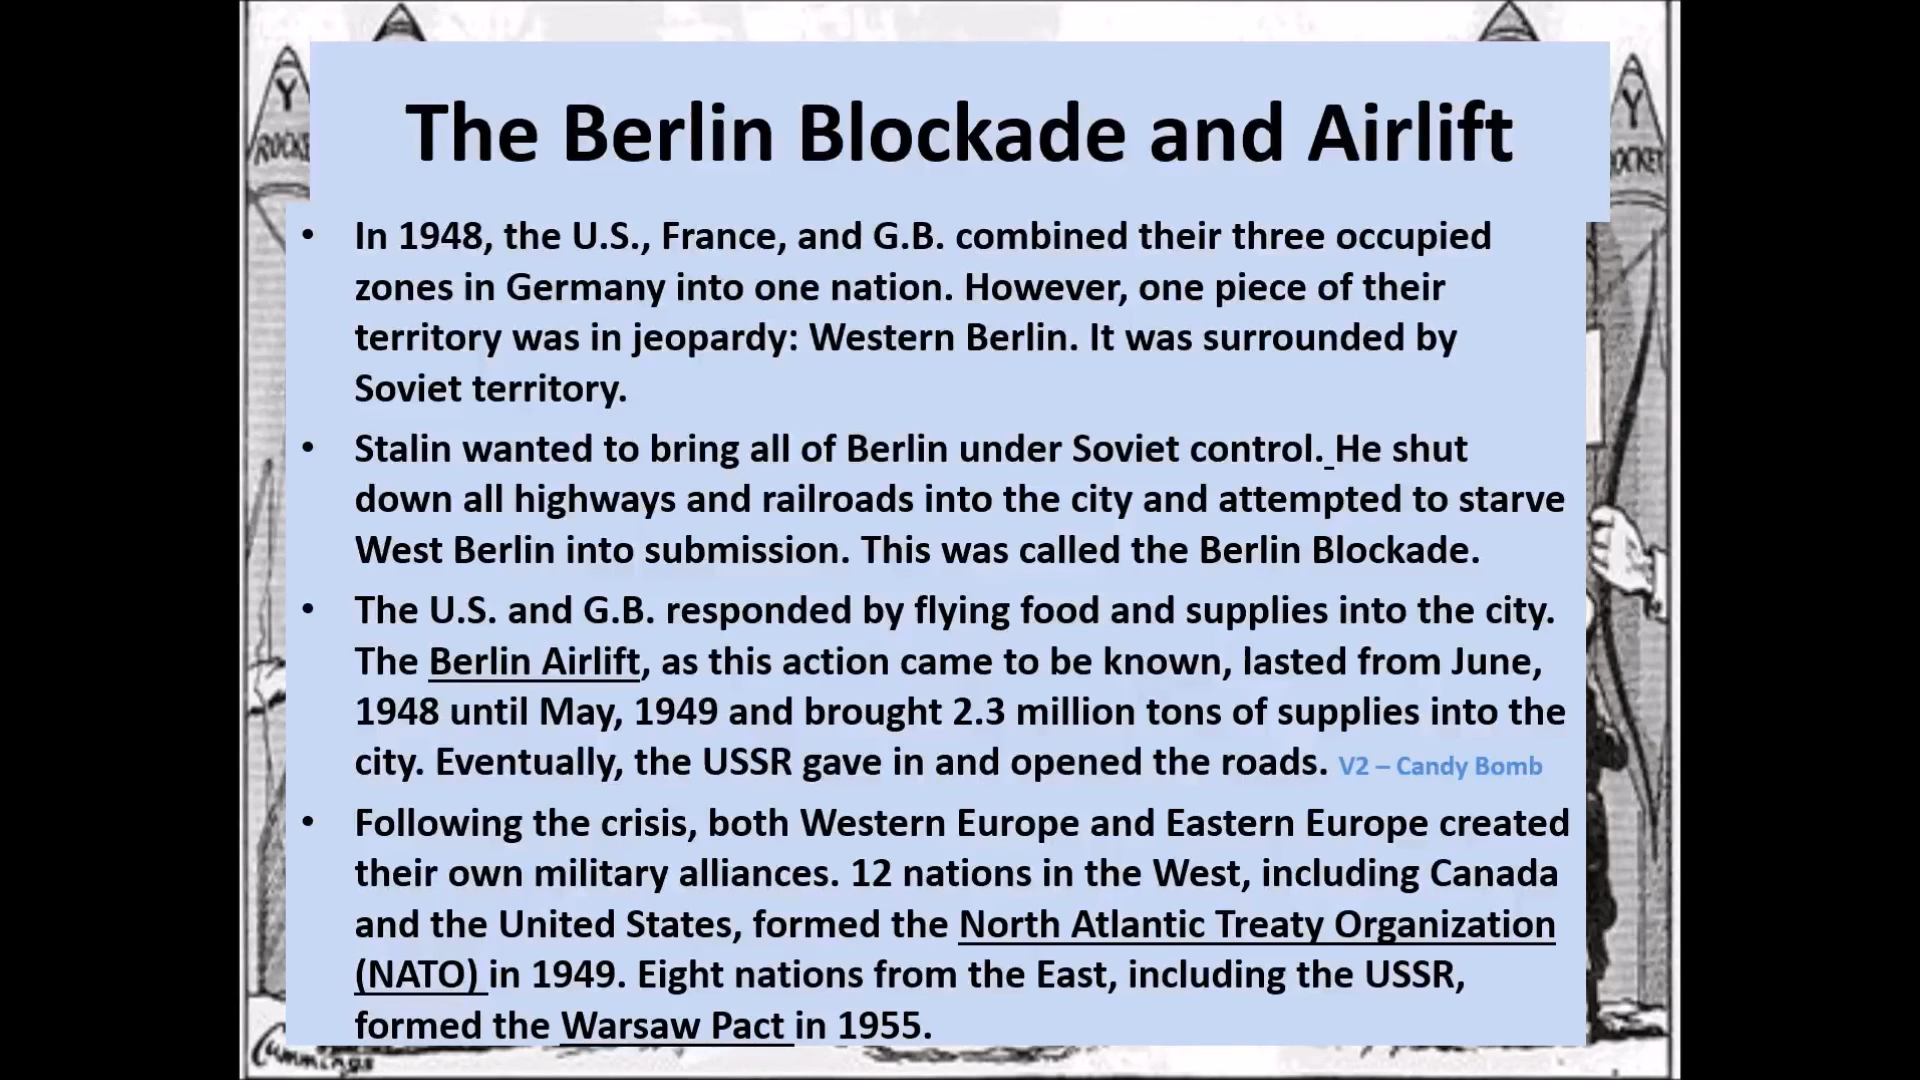 The Berlin Blockade and Airlift
• In 1948, the U.S., France, and G.B. combined their three occupied
zones in Germany into one nation. However, one piece of their
territory was in jeopardy: Western Berlin. It was surrounded by
Soviet territory.
• Stalin wanted to bring all of Berlin under Soviet control. He shut
down all highways and railroads into the city and attempted to starve
West Berlin into submission. This was called the Berlin Blockade.
• The U.S. and G.B. responded by flying food and supplies into the city.
The Berlin Airlift, as this action came to be known, lasted from June,
1948 until May, 1949 and brought 2.3 million tons of supplies into the
city. Eventually, the USSR gave in and opened the roads. V2 – Candy Bomb
• Following the crisis, both Western Europe and Eastern Europe created
their own military alliances. 12 nations in the West, including Canada
and the United States, formed the North Atlantic Treaty Organization
(NATO) in 1949. Eight nations from the East, including the USSR,
formed the Warsaw Pact in 1955.
Y
ROCKE
Y
OCKET
Cummings